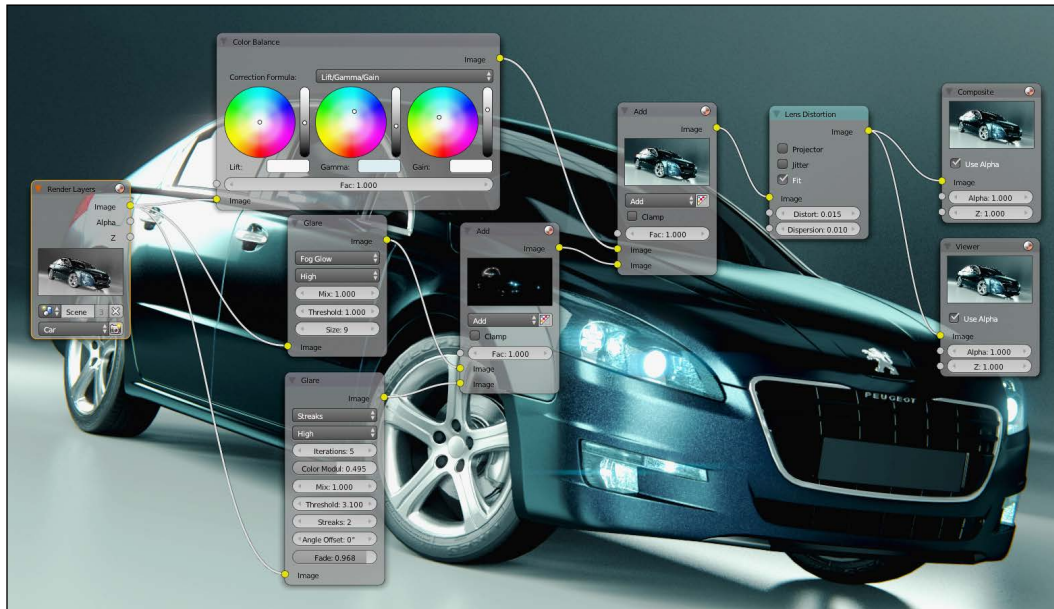 Color Balance
Image
Correction Formula: Lift/Gamma/Gain
Lift: Gamma: Gain:
Fac: 1.000
Image
Render Layers
Image
Alpha
Z
Scene 3
Car
Glare
Image
Fog Glow
High
Mix: 1.000
Threshold: 1.000
Size: 9
Image
Glare
Image
Streaks
High
Iterations: 5
Color Modul: 0.495
Mix: 1.000
Threshold: 3.100
Streaks: 2
Angle Offset: 0°
Fade: 0.968
Image
Add
Image
Add
Clamp
Fac: 1.000
Image
Image
Add
Image
Add
Clamp
Fac: 1.000
Image
Image
Lens Distortion
Image
Projector
Jitter
Fit
Image
Distort: 0.015
Dispersion: 0.010
Composite
Use Alpha
Image
Alpha: 1.000
Z: 1.000
Viewer
Use Alpha
Image
Alpha: 1.000
Z: 1.000
PEUGEOT